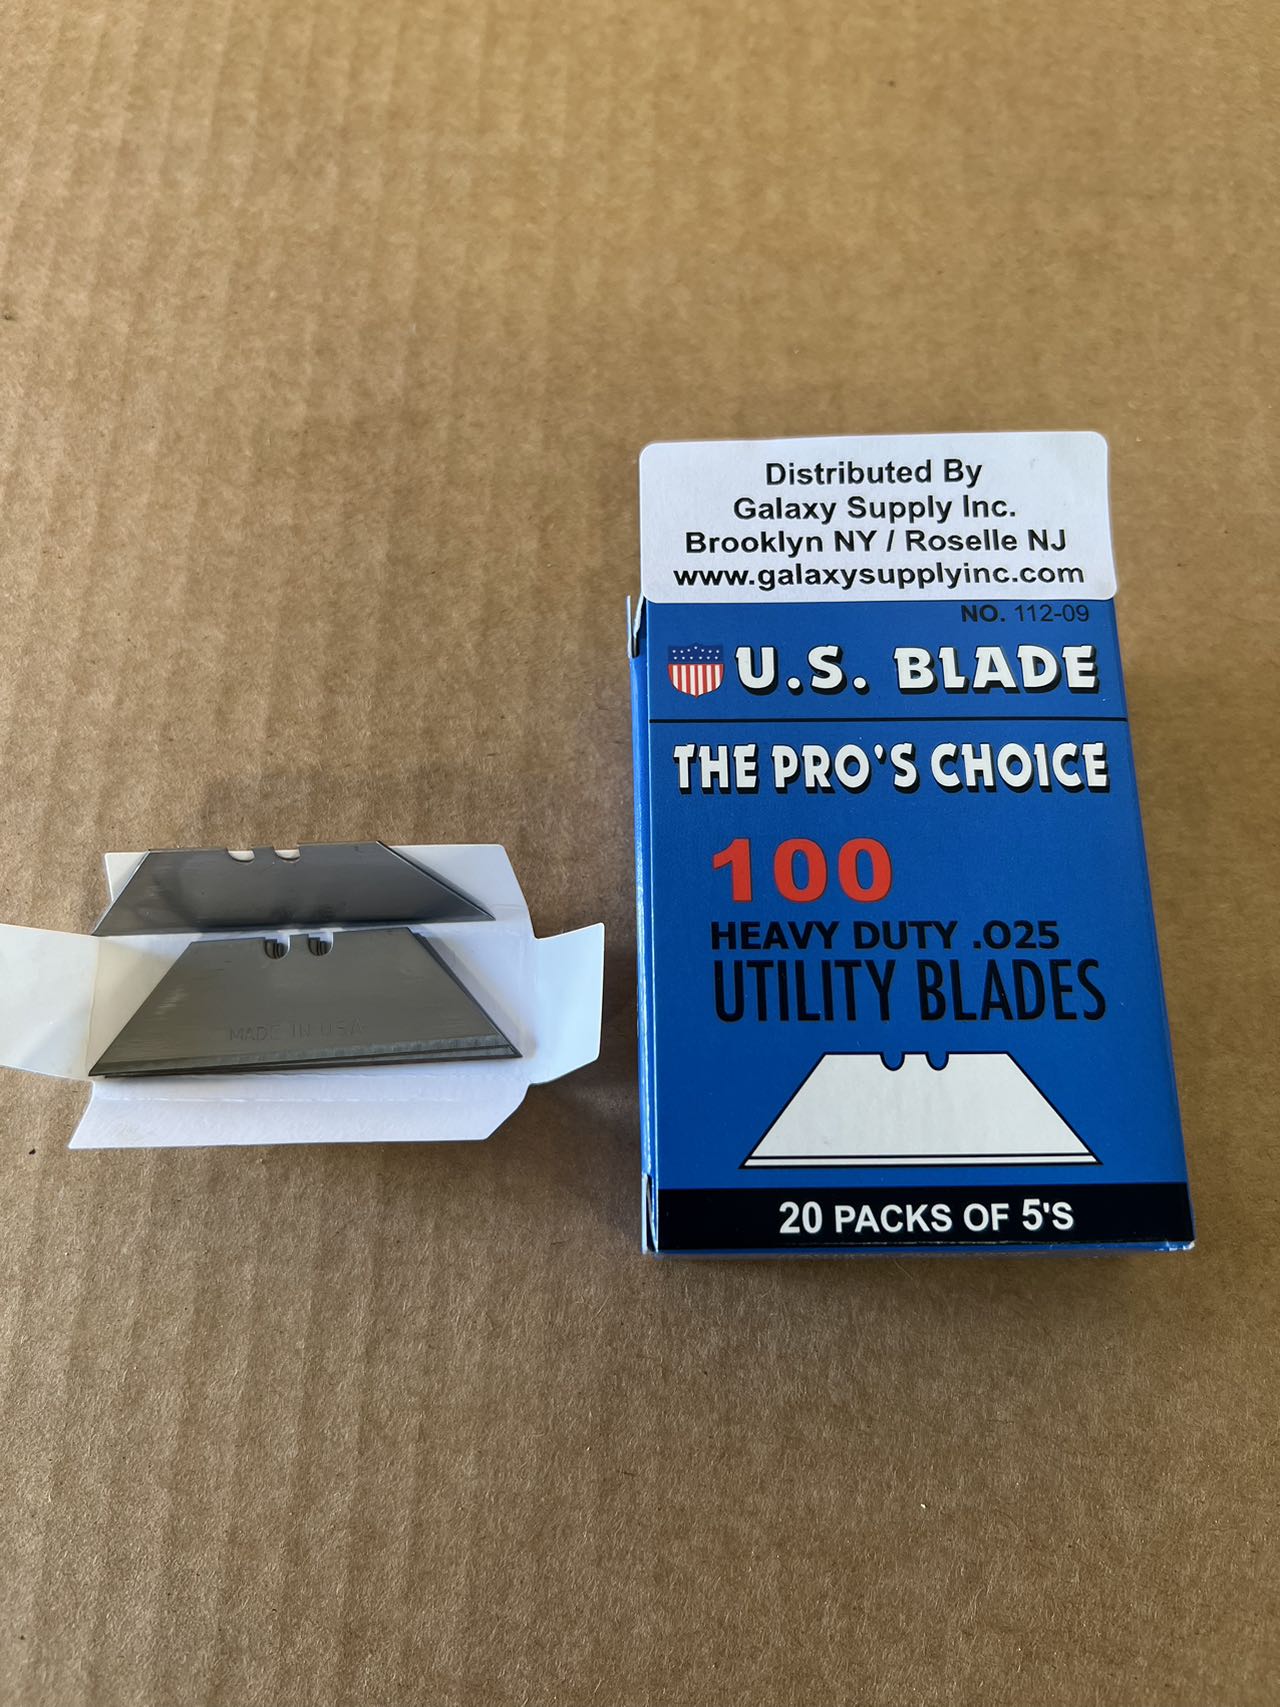 Distributed By
Galaxy Supply Inc.
Brooklyn NY / Roselle NJ
www.galaxysupplyinc.com
NO. 112-09
U.S. BLADE
THE PRO'S CHOICE
100
HEAVY DUTY .025
UTILITY BLADES
20 PACKS OF 5'S
MADE IN USA